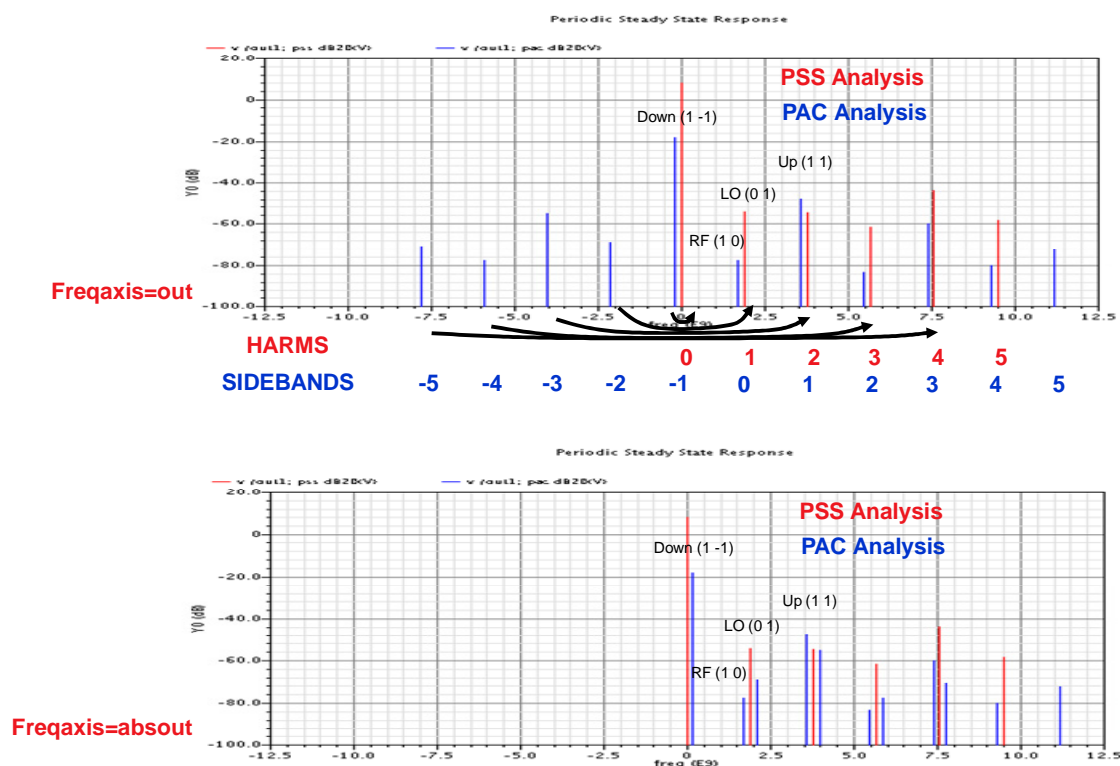 Periodic Steady State Response
v /out1; pss dB20(V)
v /out1; pac dB20(V)
PSS Analysis
PAC Analysis
Down (1 -1)
Up (1 1)
LO (0 1)
RF (1 0)
Y0 (dB)
20.0
0
-20.0
-40.0
-60.0
-80.0
-100.0
Freqaxis=out
-12.5 -10.0 -7.5 -5.0 -2.5 0 2.5 5.0 7.5 10.0 12.5
freq (E9)
HARMS 0 1 2 3 4 5
SIDEBANDS -5 -4 -3 -2 -1 0 1 2 3 4 5
Periodic Steady State Response
v /out1; pss dB20(V)
v /out1; pac dB20(V)
PSS Analysis
PAC Analysis
Down (1 -1)
Up (1 1)
LO (0 1)
RF (1 0)
Y0 (dB)
20.0
0
-20.0
-40.0
-60.0
-80.0
-100.0
Freqaxis=absout
-12.5 -10.0 -7.5 -5.0 -2.5 0 2.5 5.0 7.5 10.0 12.5
freq (E9)